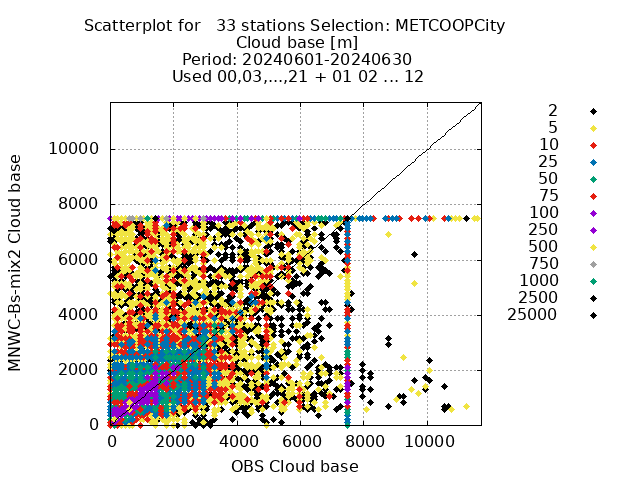 Scatterplot for   33 stations Selection: METCOOPCity
Cloud base [m]
Period: 20240601-20240630
Used 00,03,...,21 + 01 02 ... 12
MNWC-Bs-mix2 Cloud base
10000
8000
6000
4000
2000
0
0 2000 4000 6000 8000 10000
OBS Cloud base
2
5
10
25
50
75
100
250
500
750
1000
2500
25000